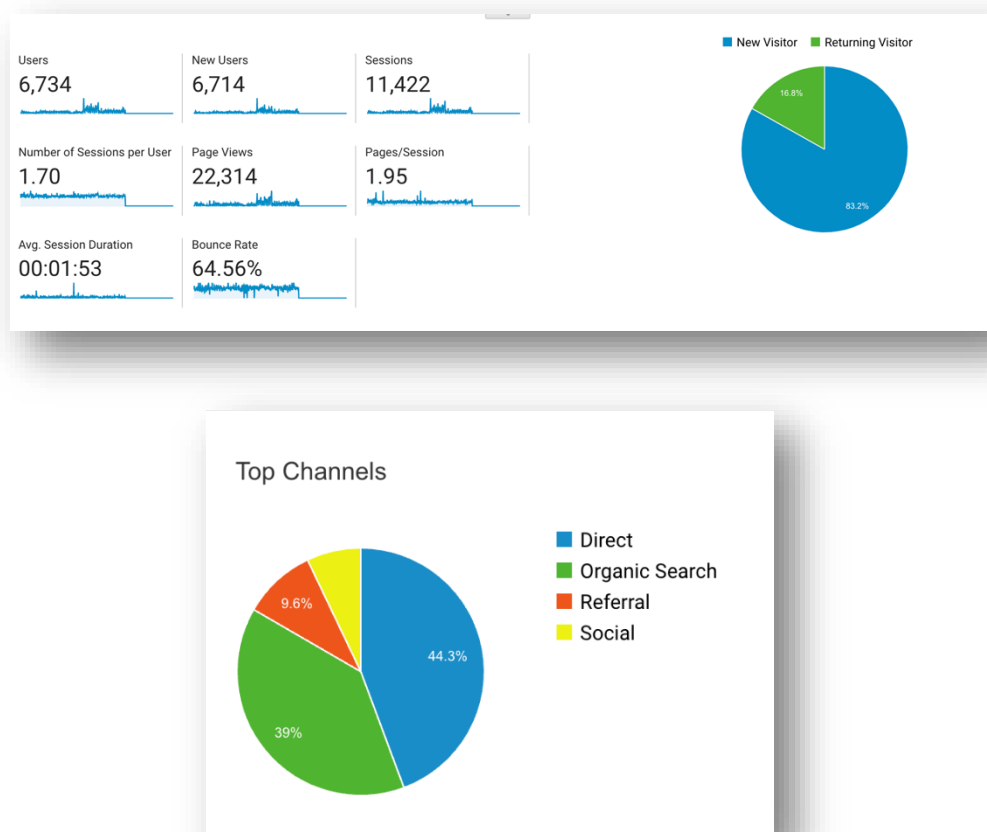 Users
6,734
New Users
6,714
Sessions
11,422
Number of Sessions per User
1.70
Page Views
22,314
Pages/Session
1.95
Avg. Session Duration
00:01:53
Bounce Rate
64.56%
New Visitor
Returning Visitor
16.8%
83.2%
Top Channels
Direct
Organic Search
Referral
Social
9.6%
44.3%
39%